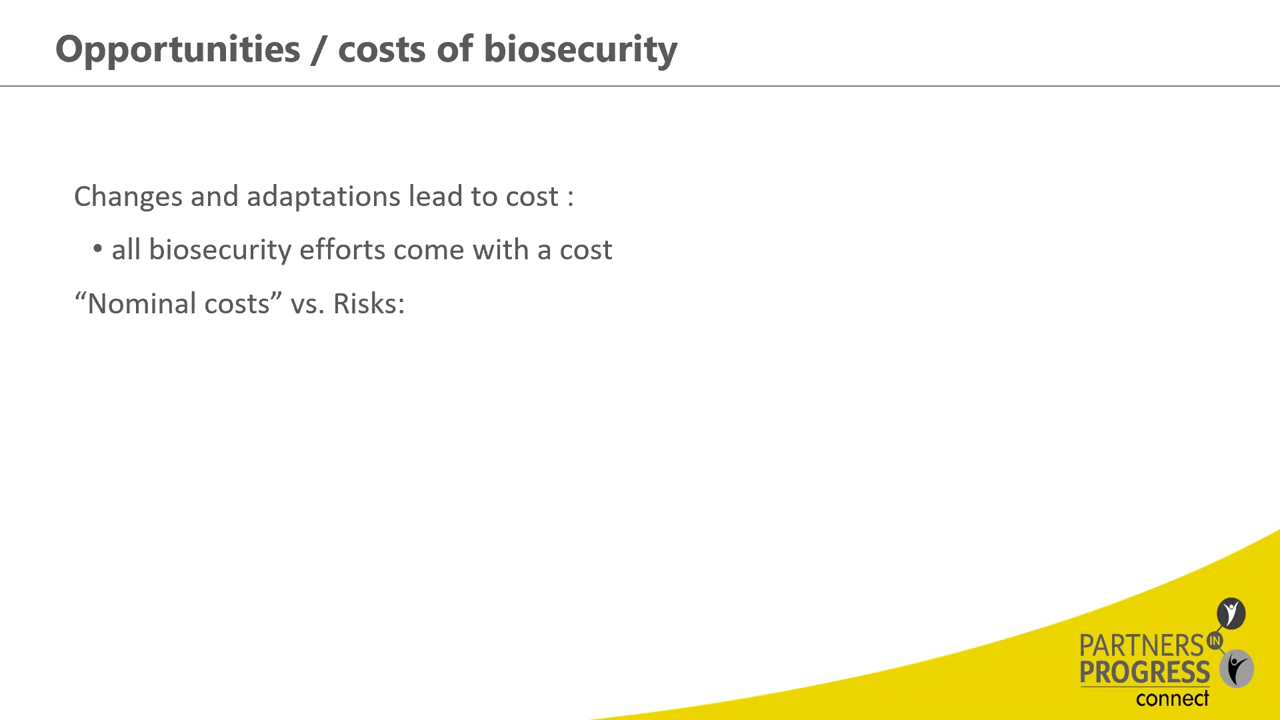 Opportunities / costs of biosecurity
Changes and adaptations lead to cost :
• all biosecurity efforts come with a cost
“Nominal costs” vs. Risks:
PARTNERS IN
PROGRESS
connect